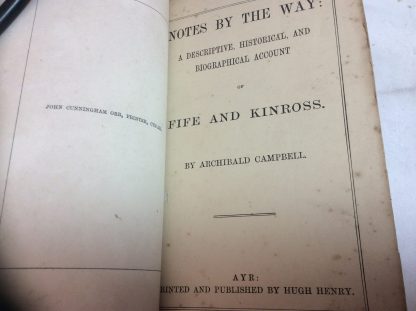 JOHN CUNNINGHAM ORR, PRINTER,
NOTES BY THE WAY:
A DESCRIPTIVE, HISTORICAL, AND
BIOGRAPHICAL ACCOUNT
OF
FIFE AND KINROSS.
BY ARCHIBALD CAMPBELL.
AYR:
PRINTED AND PUBLISHED BY HUGH HENRY.